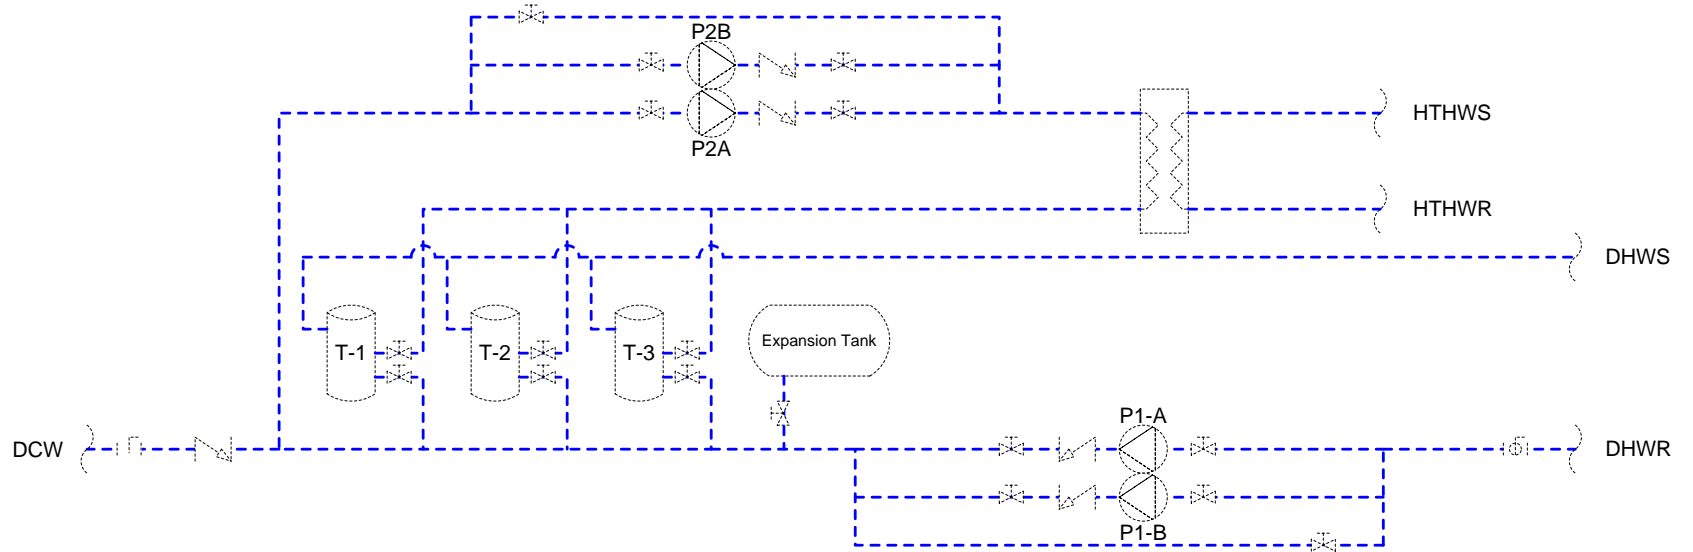 P2B
HTHWS
P2A
HTHWR
DHWS
T-1
T-2
T-3
Expansion Tank
P1-A
DCW
DHWR
P1-B